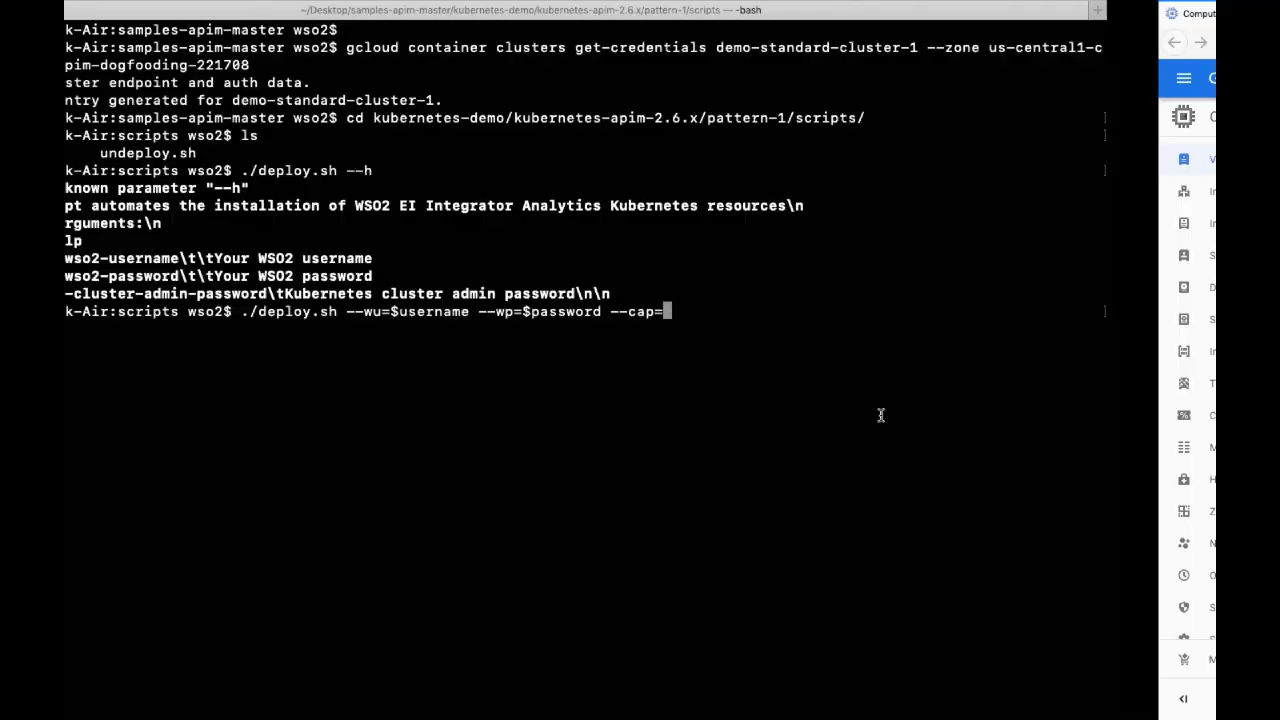 ~/Desktop/samples-apim-master/kubernetes-demo/kubernetes-apim-2.6.x/pattern-1/scripts — -bash
k-Air:samples-apim-master wso2$
k-Air:samples-apim-master wso2$ gcloud container clusters get-credentials demo-standard-cluster-1 --zone us-central1-c
pim-dogfooding-221708
ster endpoint and auth data.
ntry generated for demo-standard-cluster-1.
k-Air:samples-apim-master wso2$ cd kubernetes-demo/kubernetes-apim-2.6.x/pattern-1/scripts/ ]
k-Air:scripts wso2$ ls ]
undeploy.sh
k-Air:scripts wso2$ ./deploy.sh --h ]
known parameter "--h"
pt automates the installation of WSO2 EI Integrator Analytics Kubernetes resources\n
rguments:\n
lp
wso2-username\t\tYour WSO2 username
wso2-password\t\tYour WSO2 password
-cluster-admin-password\tKubernetes cluster admin password\n\n
k-Air:scripts wso2$ ./deploy.sh --wu=$username --wp=$password --cap= ]
Comput
G
C
V
In
In
S
D
S
In
T
C
M
H
Z
N
O
S
M